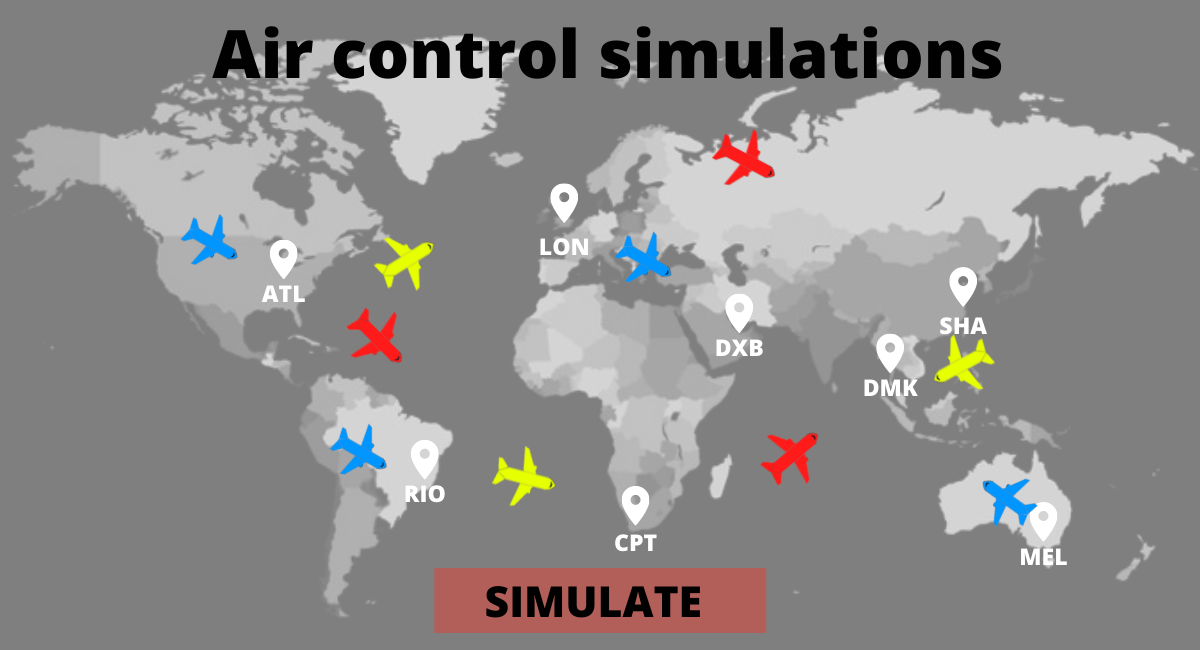 Air control simulations
LON
ATL
SHA
DXB
DMK
RIO
CPT
MEL
SIMULATE